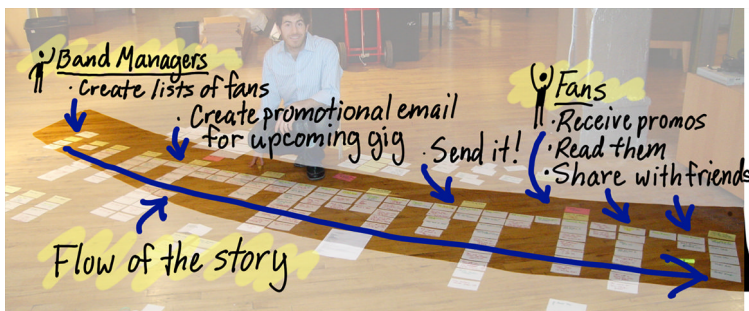 Band Managers
· Create lists of fans
· Create promotional email
for upcoming gig
· Send it!
Fans
· Receive promos
· Read them
· Share with friends
Flow of the story